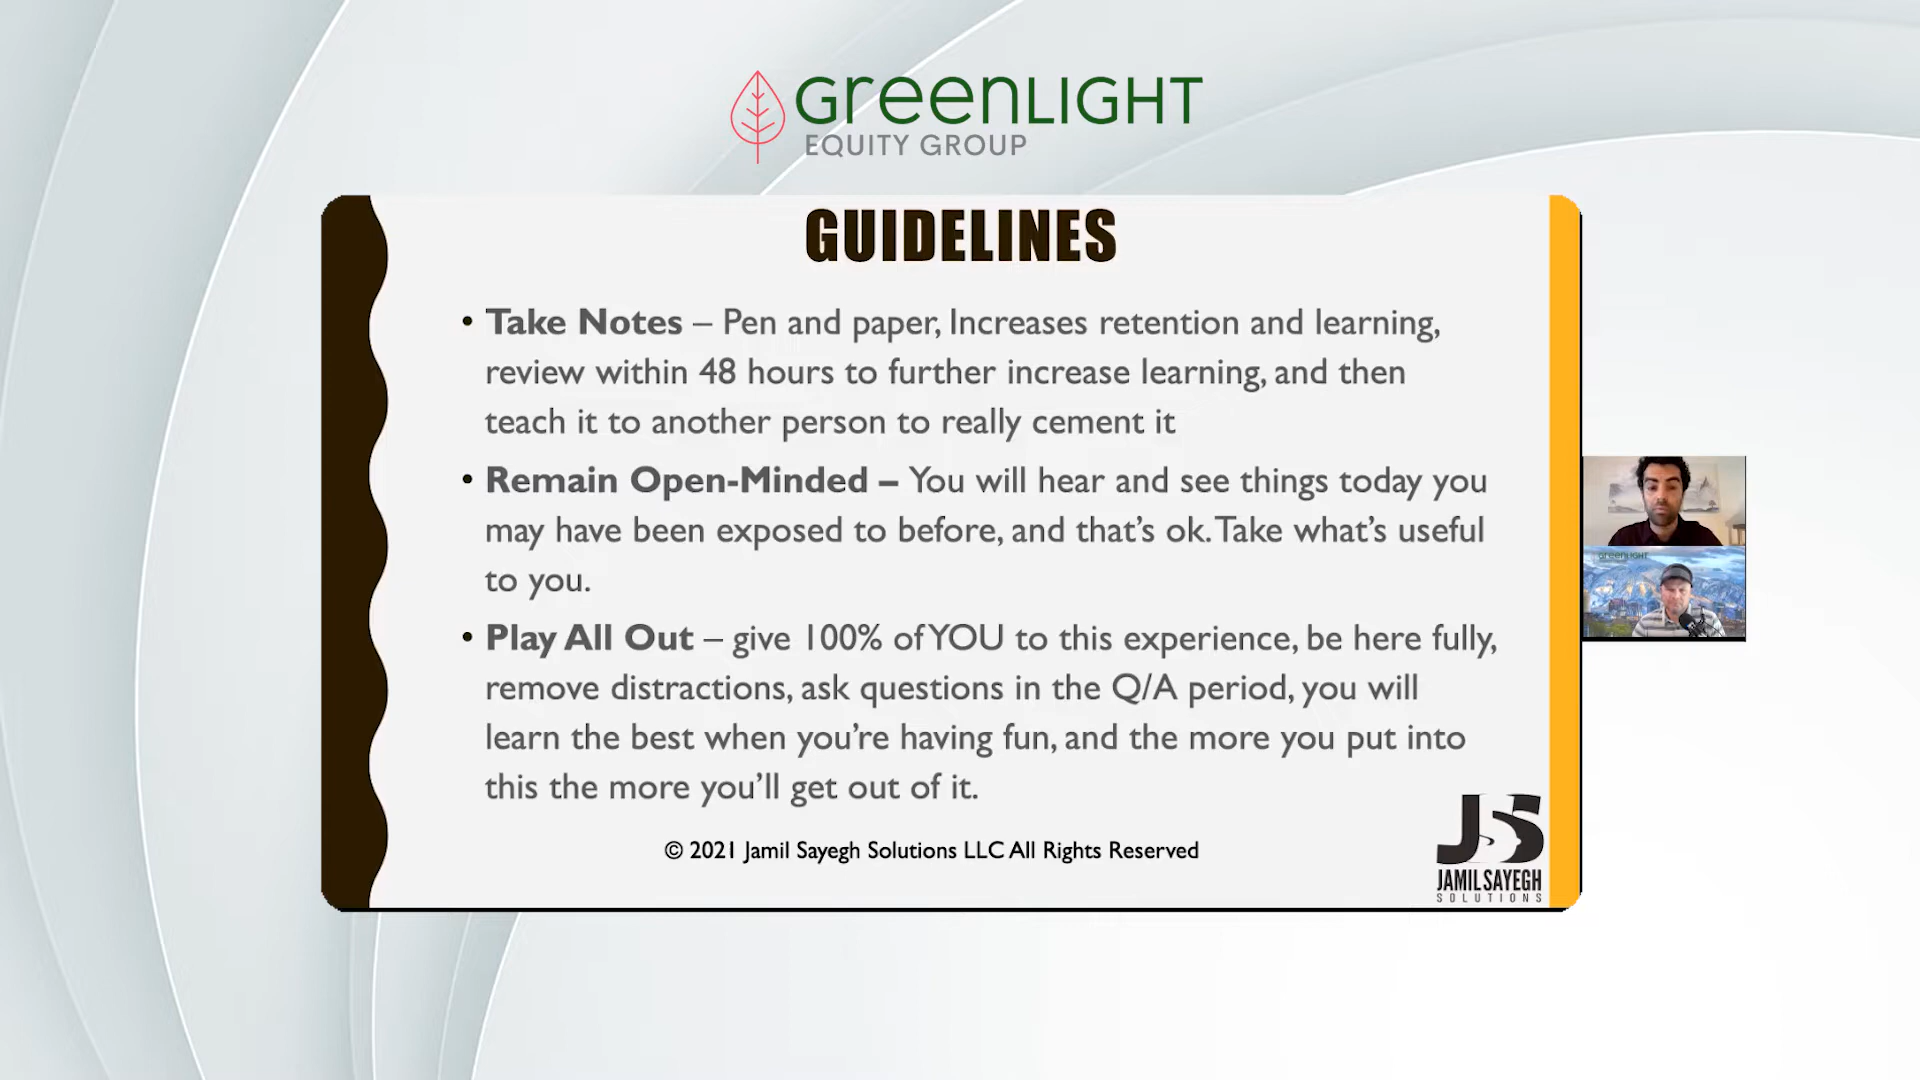 GreenLIGHT
EQUITY GROUP
GUIDELINES
• Take Notes – Pen and paper, Increases retention and learning,
review within 48 hours to further increase learning, and then
teach it to another person to really cement it
• Remain Open-Minded – You will hear and see things today you
may have been exposed to before, and that's ok. Take what's useful
to you.
• Play All Out – give 100% of YOU to this experience, be here fully,
remove distractions, ask questions in the Q/A period, you will
learn the best when you're having fun, and the more you put into
this the more you'll get out of it.
© 2021 Jamil Sayegh Solutions LLC All Rights Reserved
JS
JAMIL SAYEGH
SOLUTIONS
GreenLIGHT